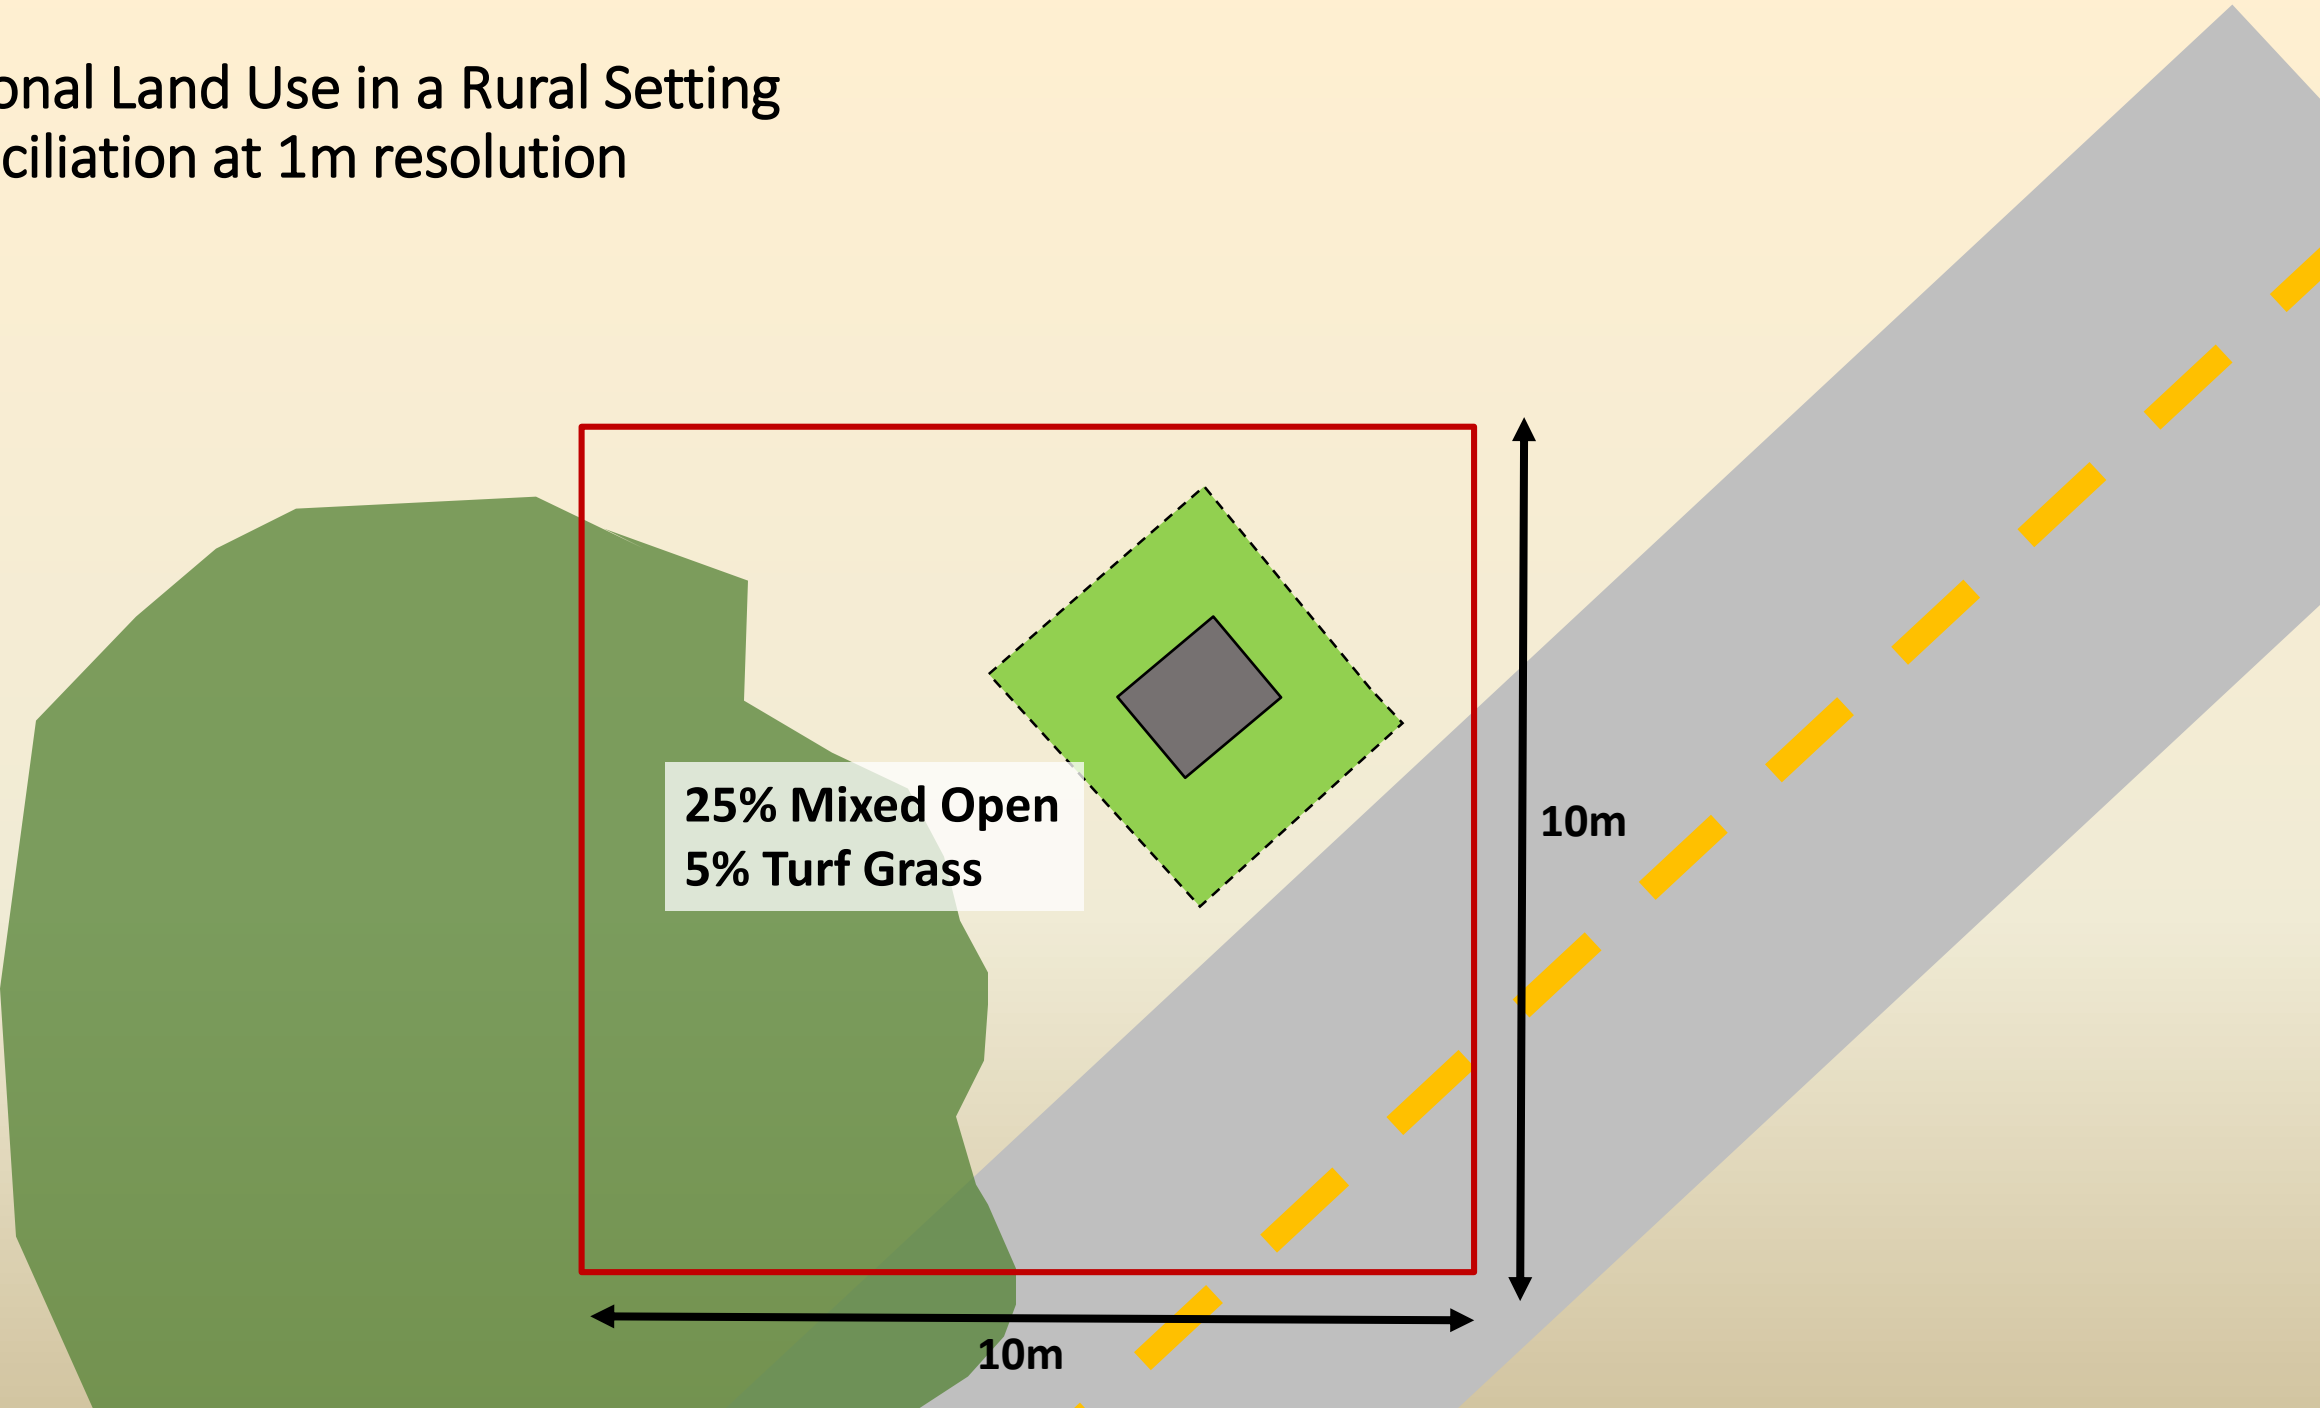 onal Land Use in a Rural Setting
ciliation at 1m resolution
25% Mixed Open
5% Turf Grass
10m
10m